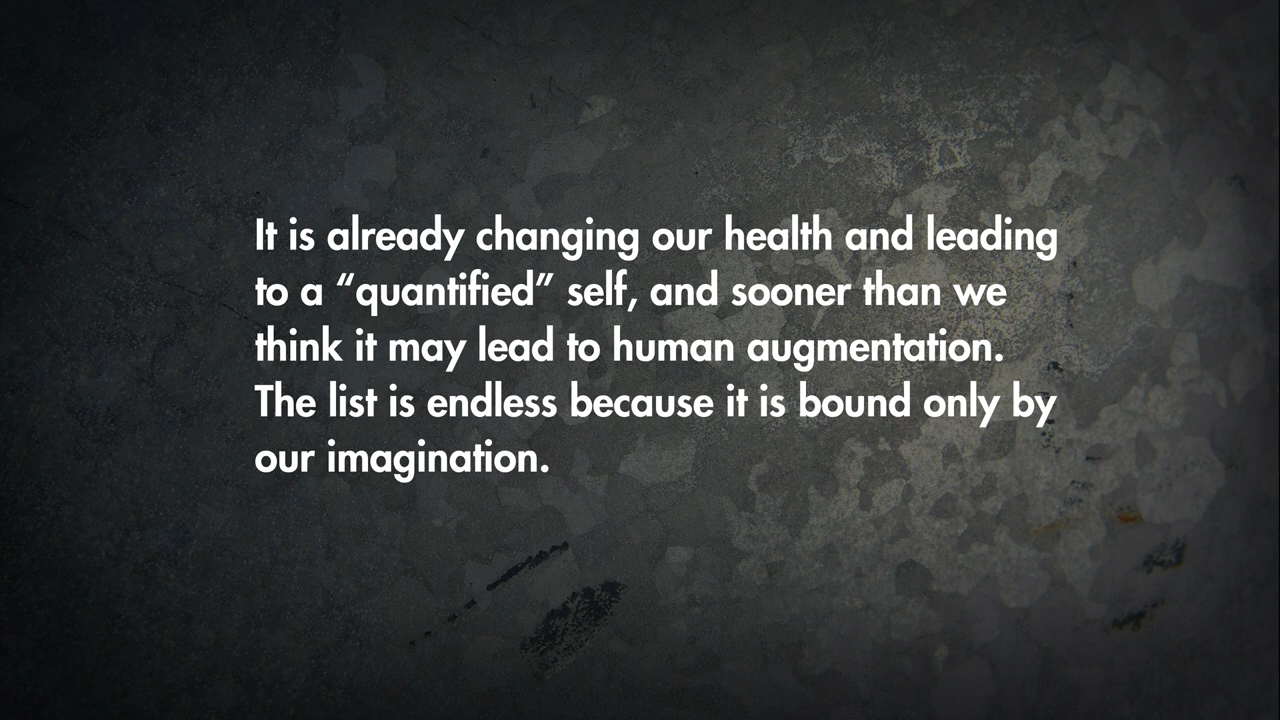 It is already changing our health and leading
to a “quantified” self, and sooner than we
think it may lead to human augmentation.
The list is endless because it is bound only by
our imagination.